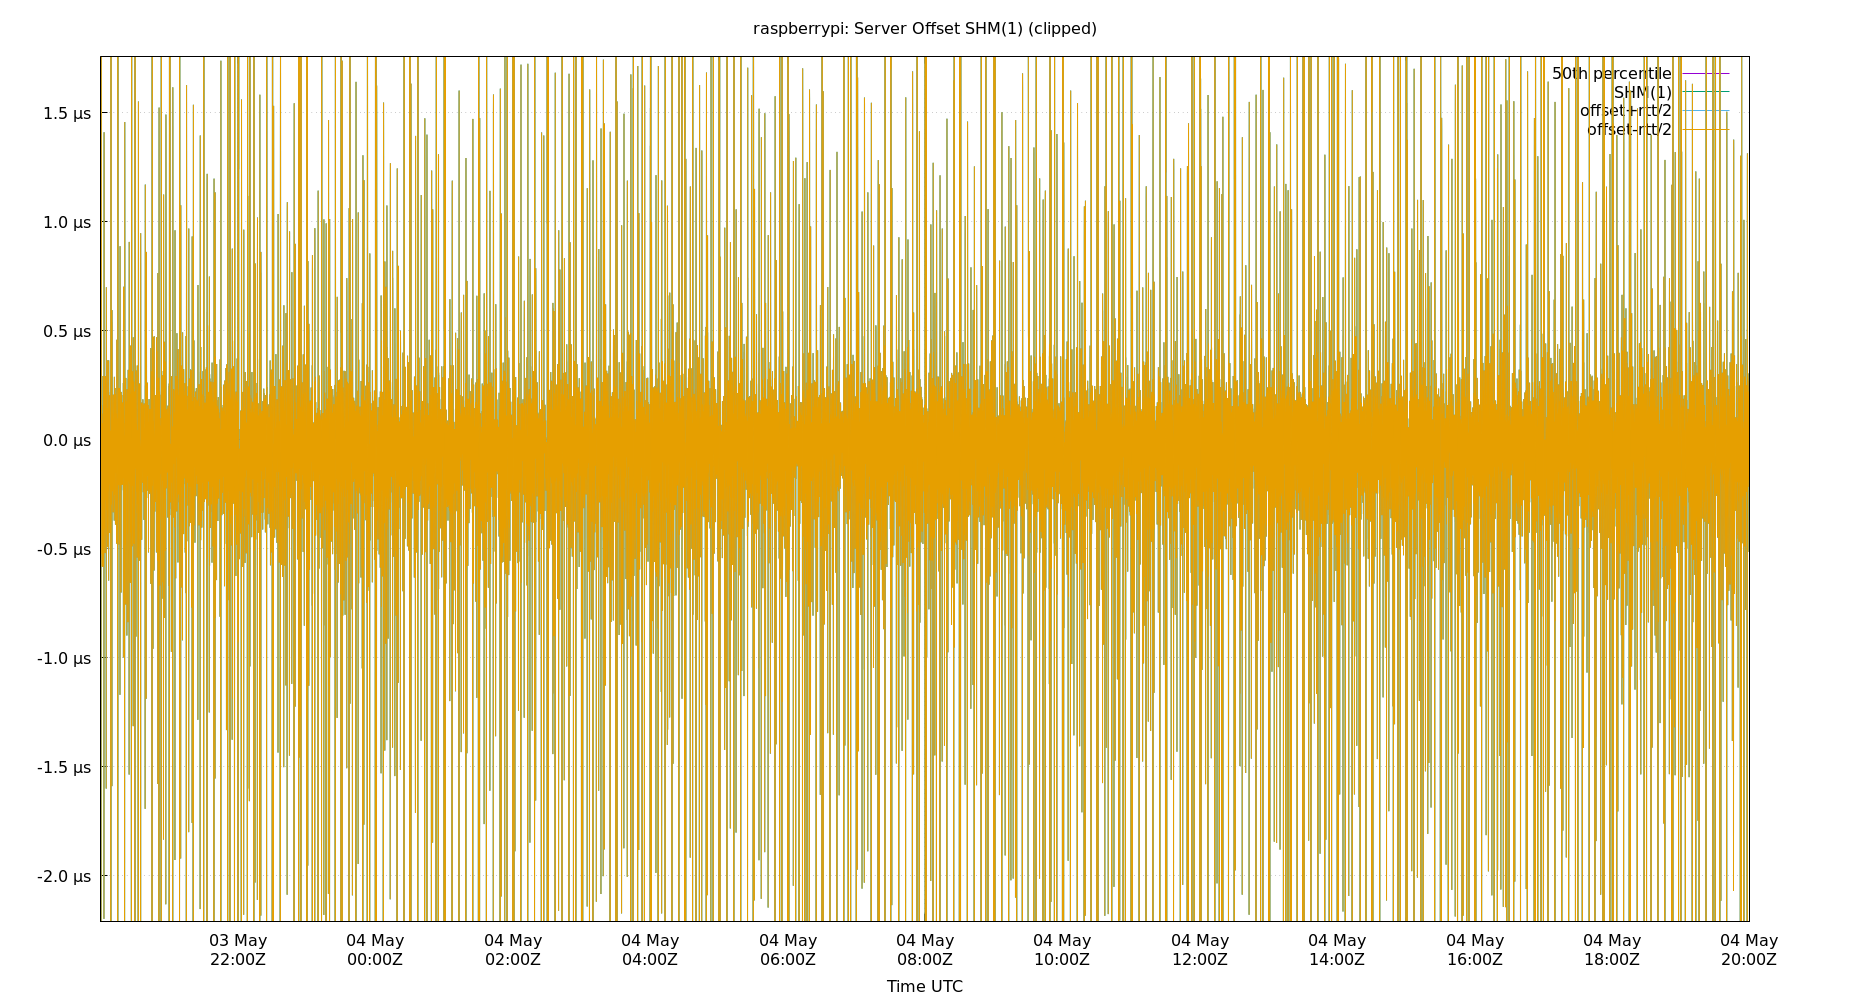 raspberrypi: Server Offset SHM(1) (clipped)
50th percentile
SHM(1)
offset+rtt/2
offset-rtt/2
1.5 µs
1.0 µs
0.5 µs
0.0 µs
-0.5 µs
-1.0 µs
-1.5 µs
-2.0 µs
03 May 04 May 04 May 04 May 04 May 04 May 04 May 04 May 04 May 04 May 04 May 04 May
22:00Z 00:00Z 02:00Z 04:00Z 06:00Z 08:00Z 10:00Z 12:00Z 14:00Z 16:00Z 18:00Z 20:00Z
Time UTC